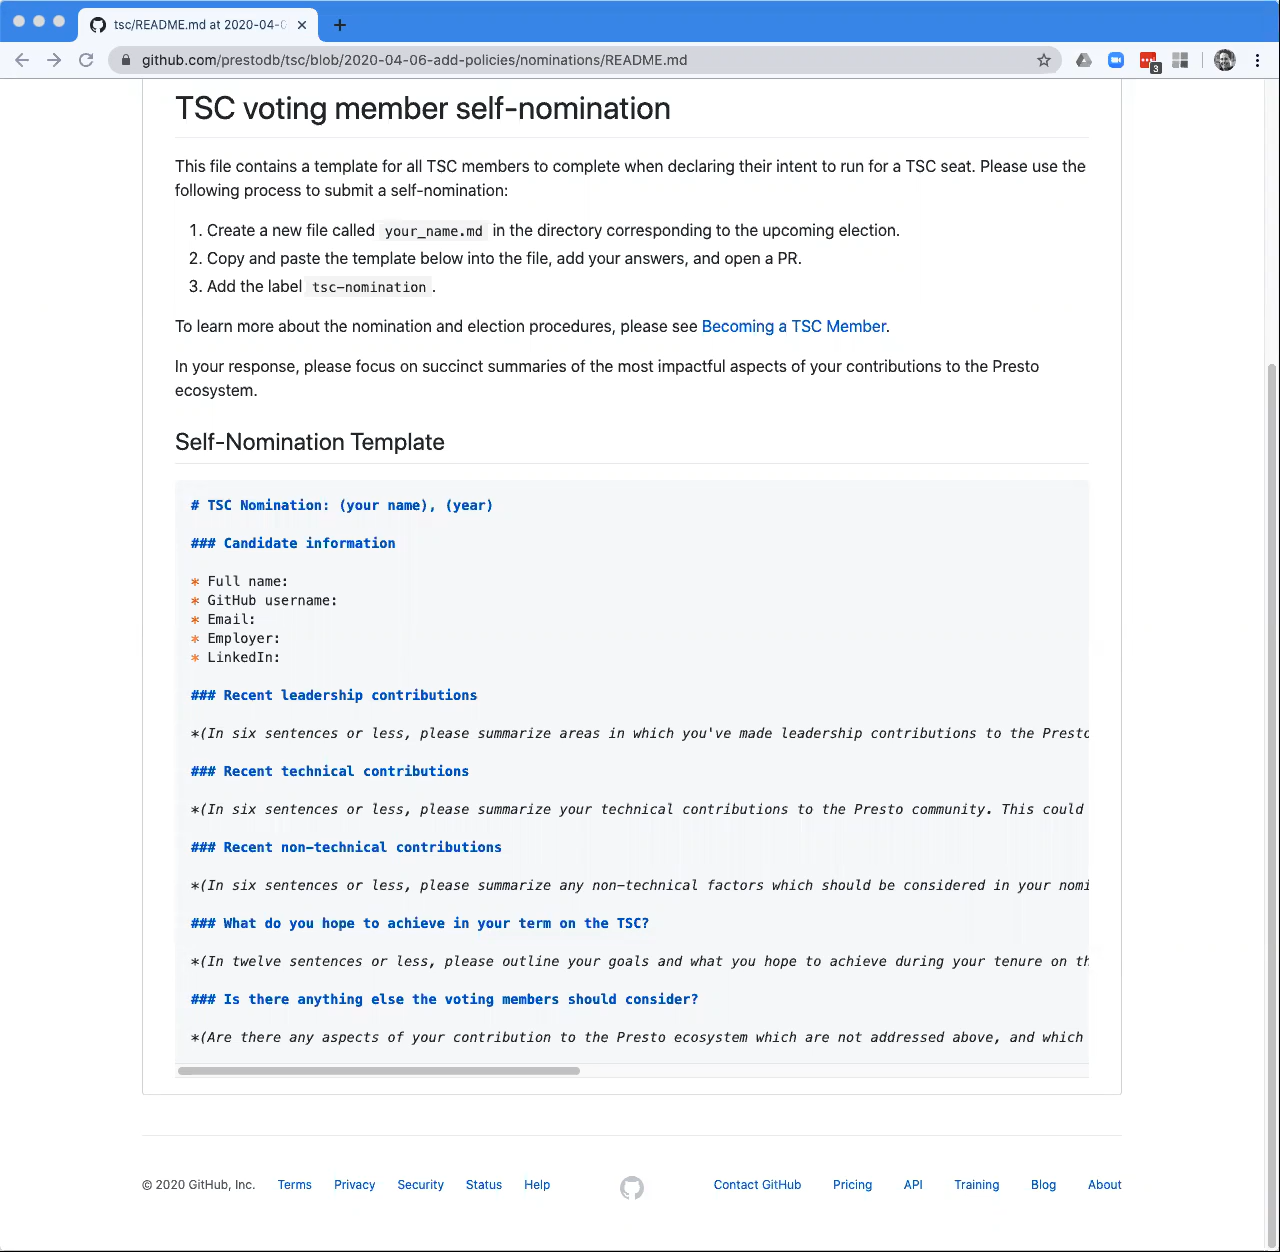 tsc/README.md at 2020-04-0
github.com/prestodb/tsc/blob/2020-04-06-add-policies/nominations/README.md
3
TSC voting member self-nomination
This file contains a template for all TSC members to complete when declaring their intent to run for a TSC seat. Please use the
following process to submit a self-nomination:
1. Create a new file called your_name.md in the directory corresponding to the upcoming election.
2. Copy and paste the template below into the file, add your answers, and open a PR.
3. Add the label tsc-nomination.
To learn more about the nomination and election procedures, please see Becoming a TSC Member.
In your response, please focus on succinct summaries of the most impactful aspects of your contributions to the Presto
ecosystem.
Self-Nomination Template
# TSC Nomination: (your name), (year)
### Candidate information
* Full name:
* GitHub username:
* Email:
* Employer:
* LinkedIn:
### Recent leadership contributions
*(In six sentences or less, please summarize areas in which you've made leadership contributions to the Presto
### Recent technical contributions
*(In six sentences or less, please summarize your technical contributions to the Presto community. This could
### Recent non-technical contributions
*(In six sentences or less, please summarize any non-technical factors which should be considered in your nomi
### What do you hope to achieve in your term on the TSC?
*(In twelve sentences or less, please outline your goals and what you hope to achieve during your tenure on th
### Is there anything else the voting members should consider?
*(Are there any aspects of your contribution to the Presto ecosystem which are not addressed above, and which
© 2020 GitHub, Inc. Terms Privacy Security Status Help Contact GitHub Pricing API Training Blog About